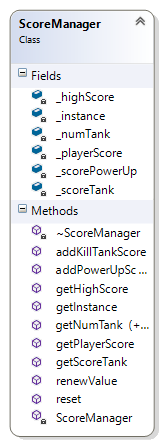 ScoreManager
Class
Fields
_highScore
_instance
_numTank
_playerScore
_scorePowerUp
_scoreTank
Methods
~ScoreManager
addKillTankScore
addPowerUpSc...
getHighScore
getInstance
getNumTank (+...
getPlayerScore
getScoreTank
renewValue
reset
ScoreManager